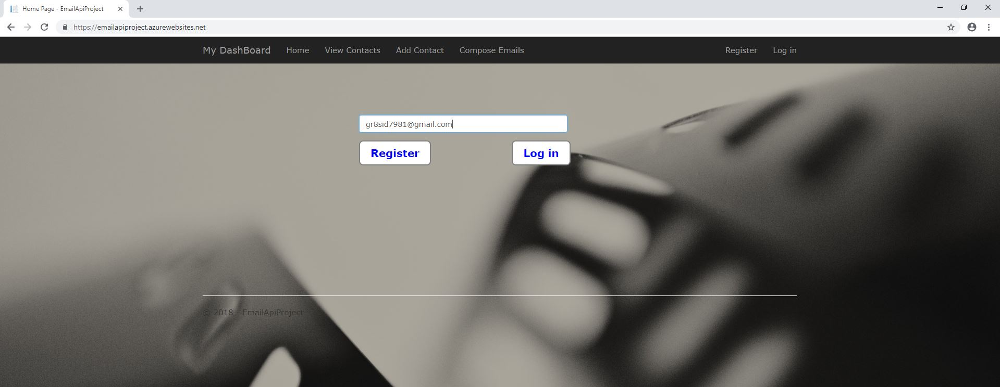 Home Page - EmailApiProject
https://emailapiproject.azurewebsites.net
My DashBoard Home View Contacts Add Contact Compose Emails Register Log in
gr8sid7981@gmail.com
Register Log in
© 2018 - EmailApiProject